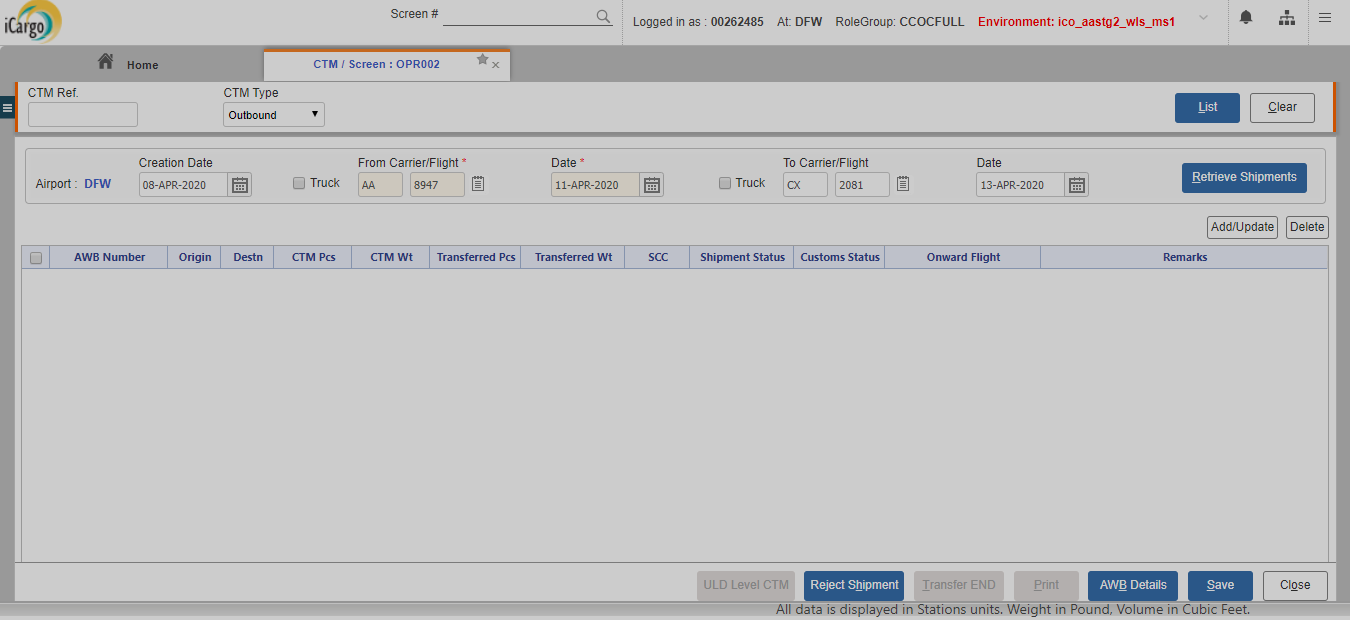 iCargo
Screen #
Logged in as : 00262485 At: DFW RoleGroup: CCOCFULL Environment: ico_aastg2_wls_ms1
Home
CTM / Screen : OPR002
CTM Ref.
CTM Type
Outbound
List
Clear
Airport : DFW
Creation Date
08-APR-2020
Truck
From Carrier/Flight *
AA
8947
Date *
11-APR-2020
Truck
To Carrier/Flight
CX
2081
Date
13-APR-2020
Retrieve Shipments
Add/Update
Delete
AWB Number Origin Destn CTM Pcs CTM Wt Transferred Pcs Transferred Wt SCC Shipment Status Customs Status Onward Flight Remarks
ULD Level CTM Reject Shipment Transfer END Print AWB Details Save Close
All data is displayed in Stations units. Weight in Pound, Volume in Cubic Feet.